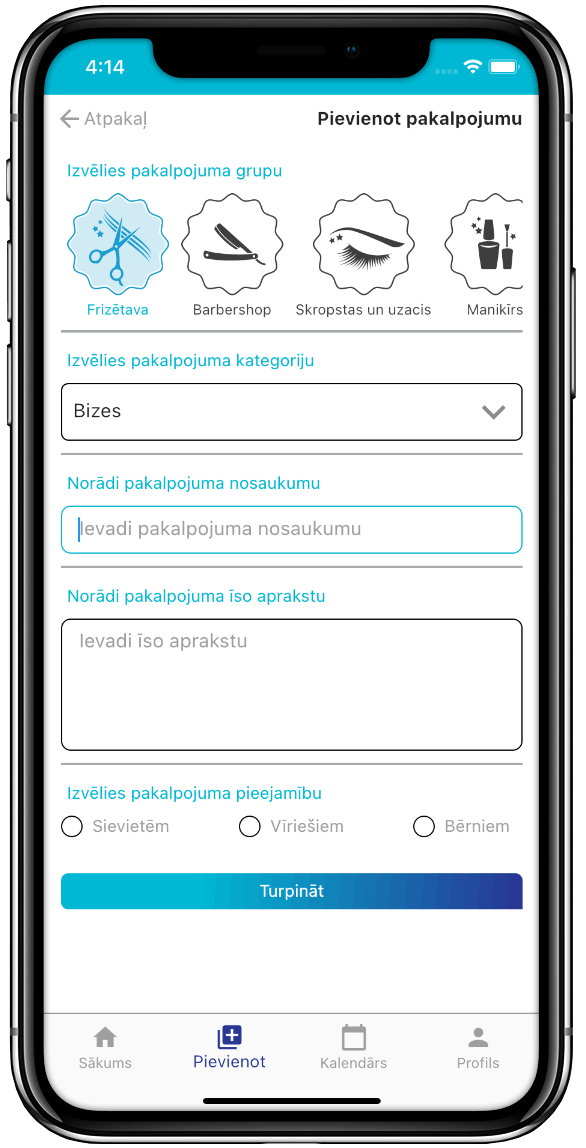 4:14
Atpakaļ
Pievienot pakalpojumu
Izvēlies pakalpojuma grupu
Frizētava
Barbershop
Skropstas un uzacis
Manikīrs
Izvēlies pakalpojuma kategoriju
Bizes
Norādi pakalpojuma nosaukumu
Ievadi pakalpojuma nosaukumu
Norādi pakalpojuma īso aprakstu
Ievadi īso aprakstu
Izvēlies pakalpojuma pieejamību
Sievietēm
Vīriešiem
Bērniem
Turpināt
Sākums
Pievienot
Kalendārs
Profils